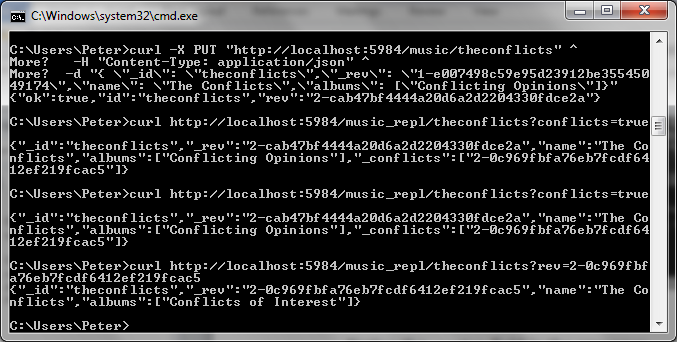 C:\Windows\system32\cmd.exe
C:\Users\Peter>curl -X PUT "http://localhost:5984/music/theconflicts" ^
More?   -H "Content-Type: application/json" ^
More?  -d "{ \"_id\": \"theconflicts\",\"_rev\": \"1-e007498c59e95d23912be355450
49174\",\"name\": \"The Conflicts\",\"albums\": [\"Conflicting Opinions\"]}"
{"ok":true,"id":"theconflicts","rev":"2-cab47bf4444a20d6a2d2204330fdce2a"}
C:\Users\Peter>curl http://localhost:5984/music/theconflicts?conflicts=true
{"_id":"theconflicts","_rev":"2-cab47bf4444a20d6a2d2204330fdce2a","name":"The Co
nflicts","albums":["Conflicting Opinions"],"_conflicts":["2-0c969fbfa76eb7fcdf64
12ef219fcac5"]}
C:\Users\Peter>curl http://localhost:5984/music_repl/theconflicts?conflicts=true
{"_id":"theconflicts","_rev":"2-cab47bf4444a20d6a2d2204330fdce2a","name":"The Co
nflicts","albums":["Conflicting Opinions"],"_conflicts":["2-0c969fbfa76eb7fcdf64
12ef219fcac5"]}
C:\Users\Peter>curl http://localhost:5984/music_repl/theconflicts?rev=2-0c969fbf
a76eb7fcdf6412ef219fcac5
{"_id":"theconflicts","_rev":"2-0c969fbfa76eb7fcdf6412ef219fcac5","name":"The Co
nflicts","albums":["Conflicts of Interest"]}
C:\Users\Peter>